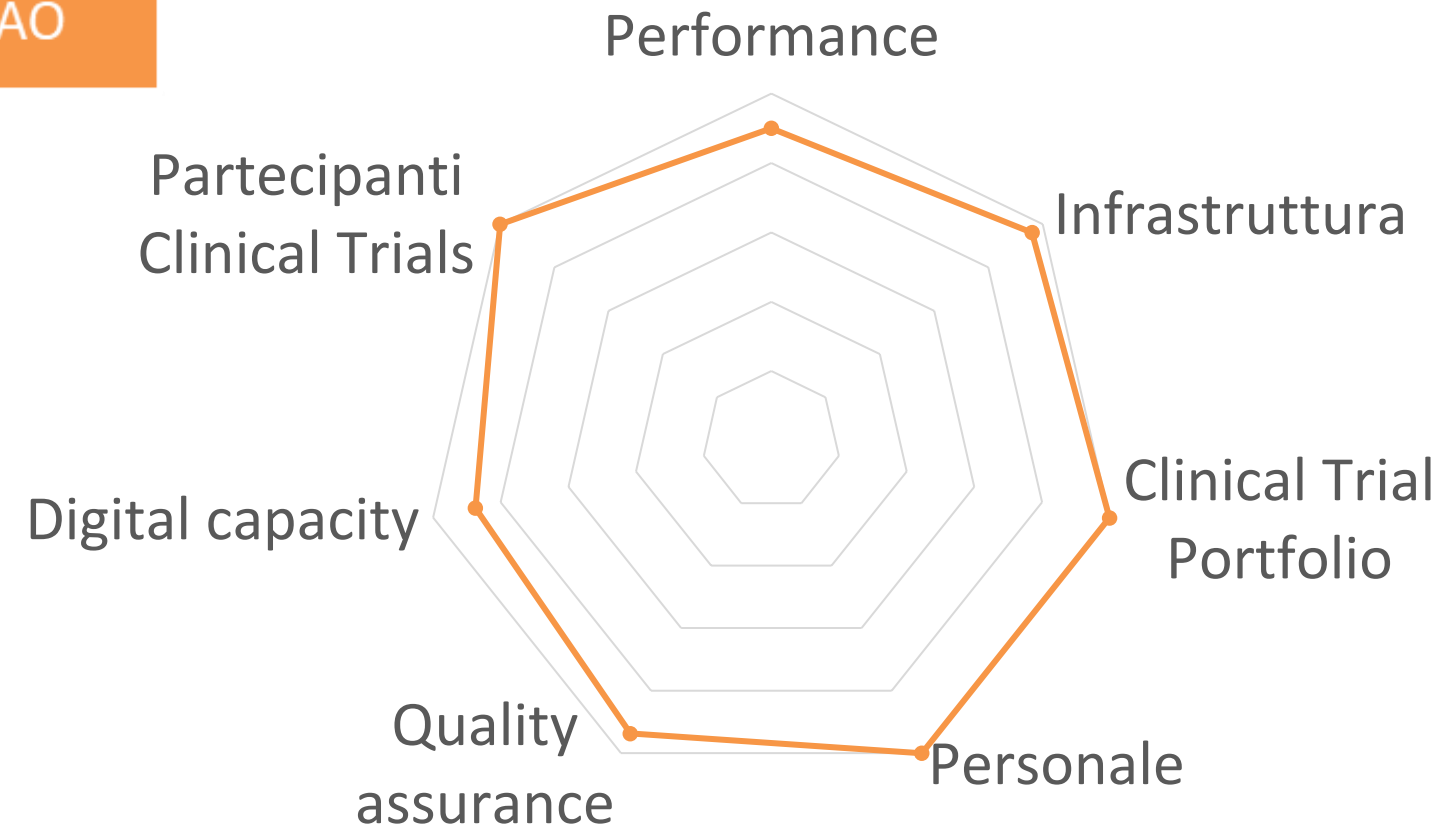 AO
Performance
Partecipanti
Clinical Trials
Infrastruttura
Clinical Trial
Portfolio
Digital capacity
Quality
assurance
Personale